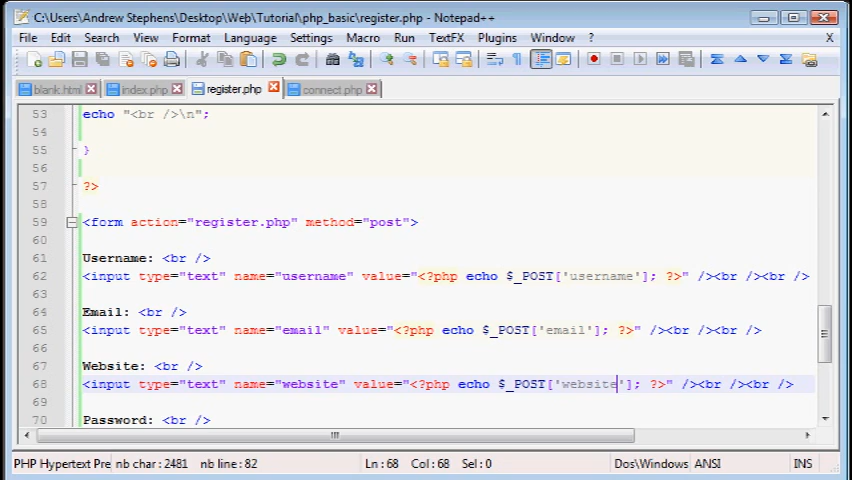 C:\Users\Andrew Stephens\Desktop\Web\Tutorial\php_basic\register.php - Notepad++
File Edit Search View Format Language Settings Macro Run TextFX Plugins Window ? X
blank.html index.php register.php connect.php
53 echo "<br />\n";
54
55 }
56
57 ?>
58
59 <form action="register.php" method="post">
60
61 Username: <br />
62 <input type="text" name="username" value="<?php echo $_POST['username']; ?>" /><br /><br />
63
64 Email: <br />
65 <input type="text" name="email" value="<?php echo $_POST['email']; ?>" /><br /><br />
66
67 Website: <br />
68 <input type="text" name="website" value="<?php echo $_POST['website']; ?>" /><br /><br />
69
70 Password: <br />
PHP Hypertext Pre nb char: 2481 nb line: 82 Ln: 68 Col: 68 Sel: 0 Dos\Windows ANSI INS